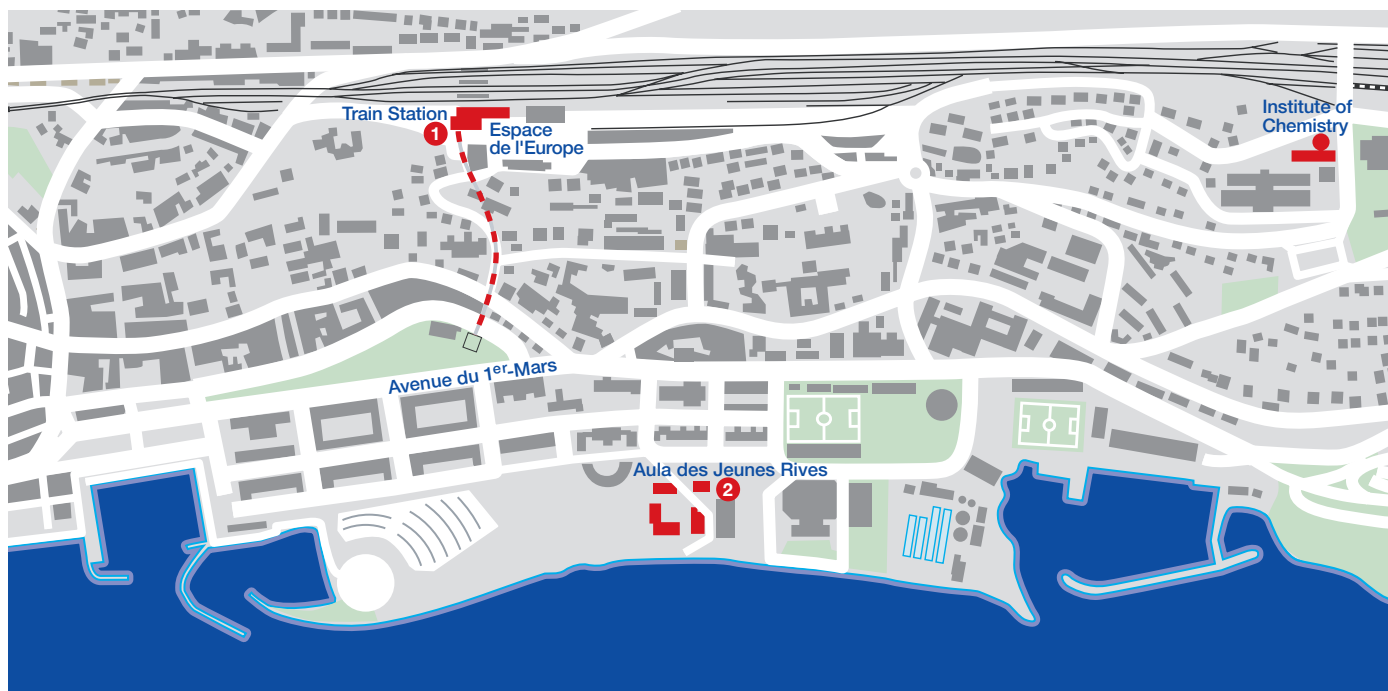 Train Station
1
Espace
de l'Europe
Institute of
Chemistry
Avenue du 1er-Mars
Aula des Jeunes Rives
2